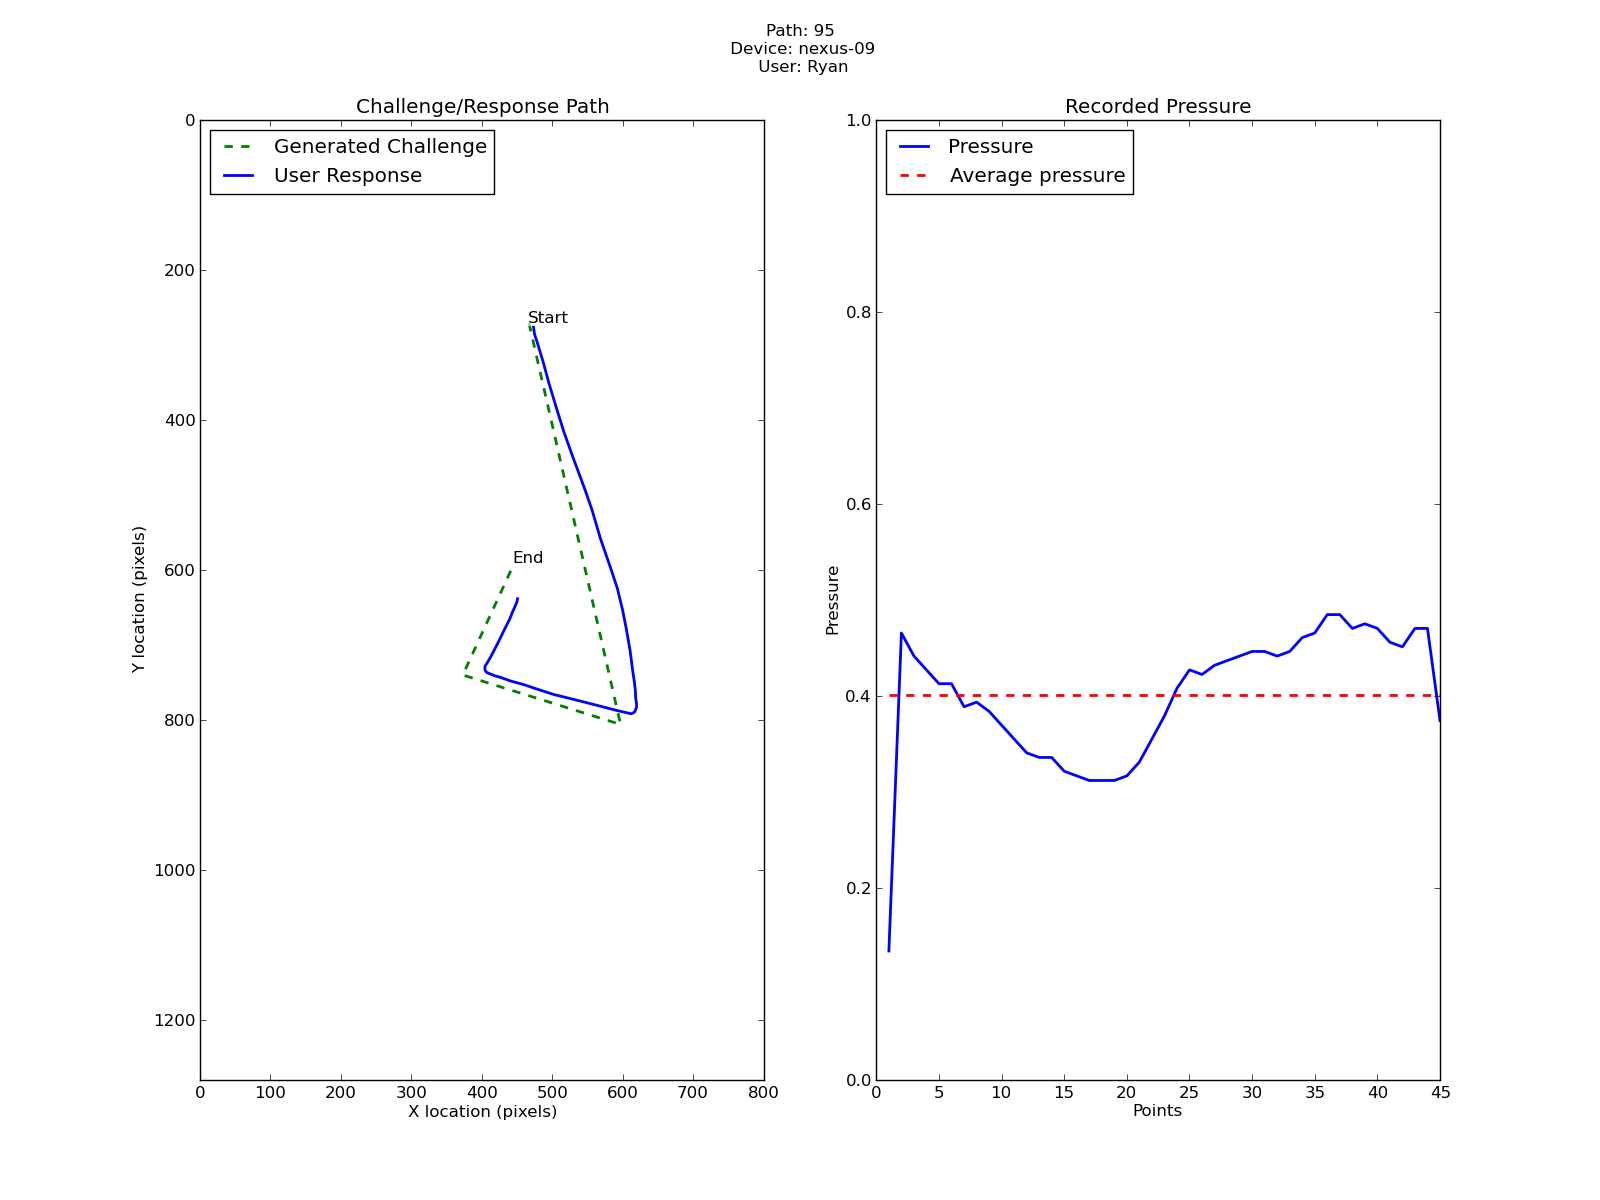 Path: 95
Device: nexus-09
User: Ryan
Challenge/Response Path
Generated Challenge
User Response
0
200
400
600
800
1000
1200
Y location (pixels)
Start
End
0 100 200 300 400 500 600 700 800
X location (pixels)
Recorded Pressure
Pressure
Average pressure
1.0
0.8
0.6
0.4
0.2
0.0
Pressure
0 5 10 15 20 25 30 35 40 45
Points